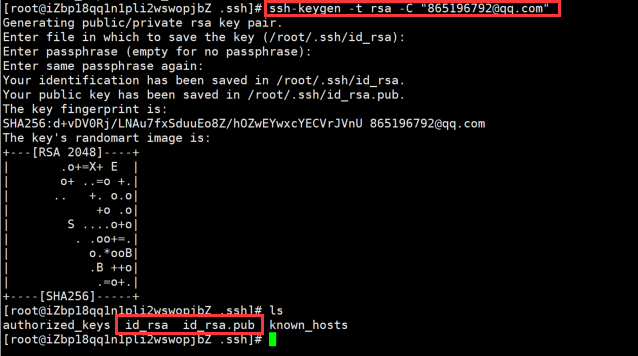 [root@iZbp18qq1n1pli2wswopjbZ .ssh]# ssh-keygen -t rsa -C "865196792@qq.com"
Generating public/private rsa key pair.
Enter file in which to save the key (/root/.ssh/id_rsa):
Enter passphrase (empty for no passphrase):
Enter same passphrase again:
Your identification has been saved in /root/.ssh/id_rsa.
Your public key has been saved in /root/.ssh/id_rsa.pub.
The key fingerprint is:
SHA256:d+vDV0Rj/LNAu7fxSduuEo8Z/hOZwEYwxcYECVrJVnU 865196792@qq.com
The key's randomart image is:
+---[RSA 2048]----+
|       .o+=X+ E  |
|       o+ ..=o +.|
|      ..   +. o.o|
|            +o .o|
|        S ....o+o|
|         . .oo+=.|
|           o.*ooB|
|           .B ++o|
|            .=o+.|
+----[SHA256]-----+
[root@iZbp18qq1n1pli2wswopjbZ .ssh]# ls
authorized_keys  id_rsa  id_rsa.pub  known_hosts
[root@iZbp18qq1n1pli2wswopjbZ .ssh]#